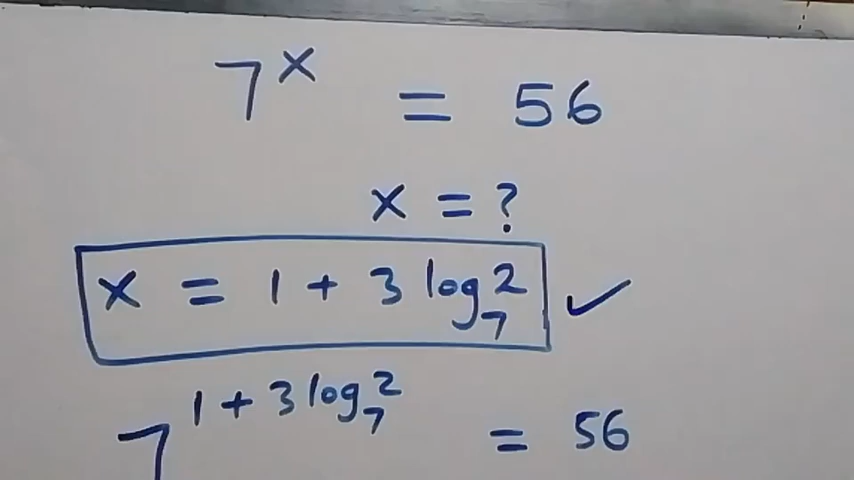 7^x = 56
x = ?
x = 1 + 3 log_7 2 ✓
7^(1 + 3 log_7 2) = 56